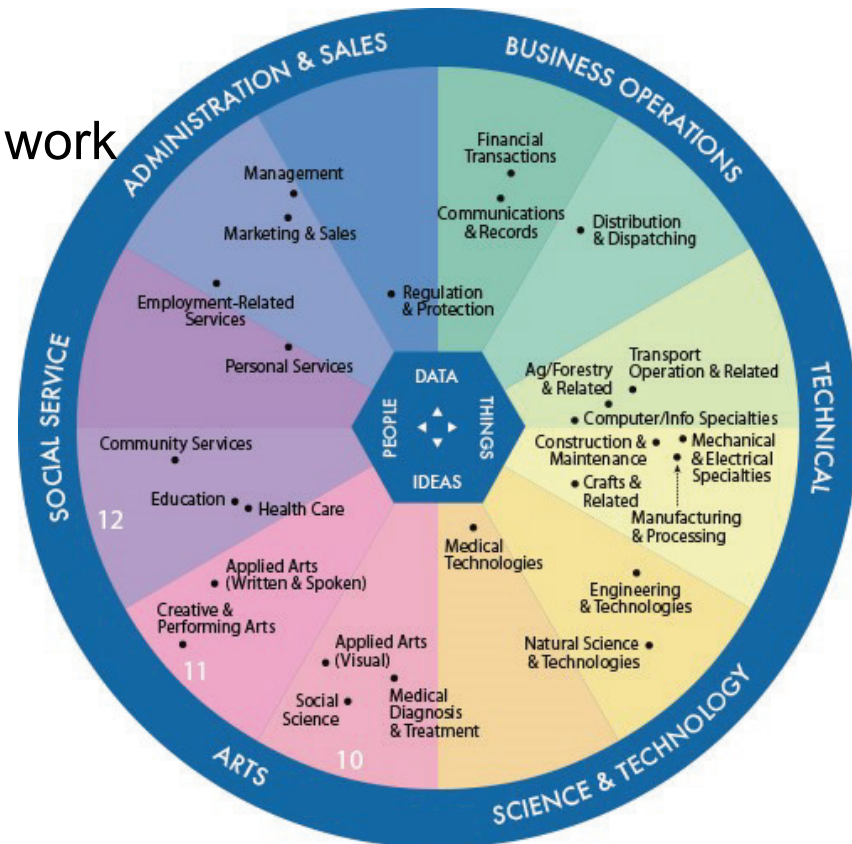 work
ADMINISTRATION & SALES
BUSINESS OPERATIONS
TECHNICAL
SCIENCE & TECHNOLOGY
ARTS
SOCIAL SERVICE
Management
Marketing & Sales
Employment-Related
Services
Personal Services
Regulation
& Protection
Financial
Transactions
Communications
& Records
Distribution
& Dispatching
Transport
Operation & Related
Ag/Forestry
& Related
Computer/Info Specialties
Construction &
Maintenance
Mechanical
& Electrical
Specialties
Crafts &
Related
Manufacturing
& Processing
DATA
PEOPLE
THINGS
IDEAS
Medical
Technologies
Engineering
& Technologies
Natural Science
& Technologies
Community Services
Education
Health Care
12
Applied Arts
(Written & Spoken)
Creative &
Performing Arts
11
Applied Arts
(Visual)
Social
Science
Medical
Diagnosis
& Treatment
10